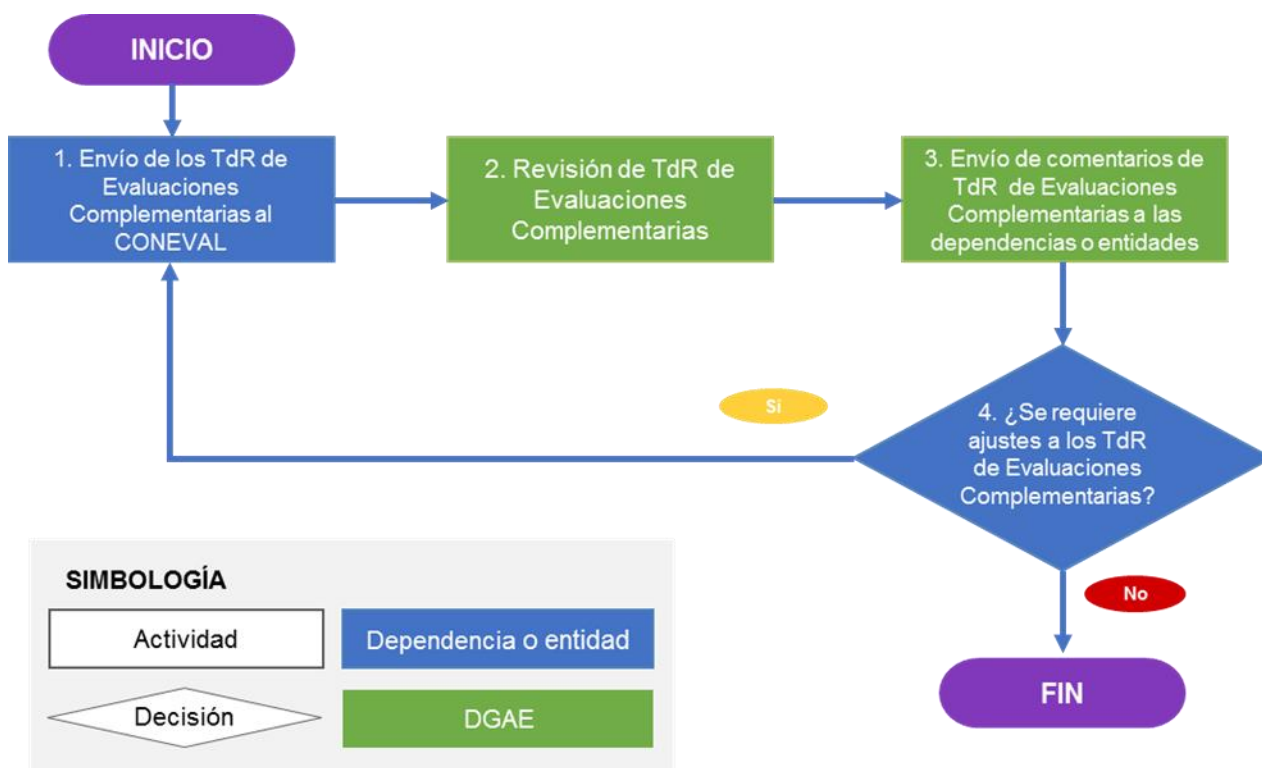 INICIO
1. Envío de los TdR de
Evaluaciones
Complementarias al
CONEVAL
2. Revisión de TdR de
Evaluaciones
Complementarias
3. Envío de comentarios de
TdR de Evaluaciones
Complementarias a las
dependencias o entidades
4. ¿Se requiere
ajustes a los TdR
de Evaluaciones
Complementarias?
Si
No
FIN
SIMBOLOGÍA
Actividad
Dependencia o entidad
Decisión
DGAE